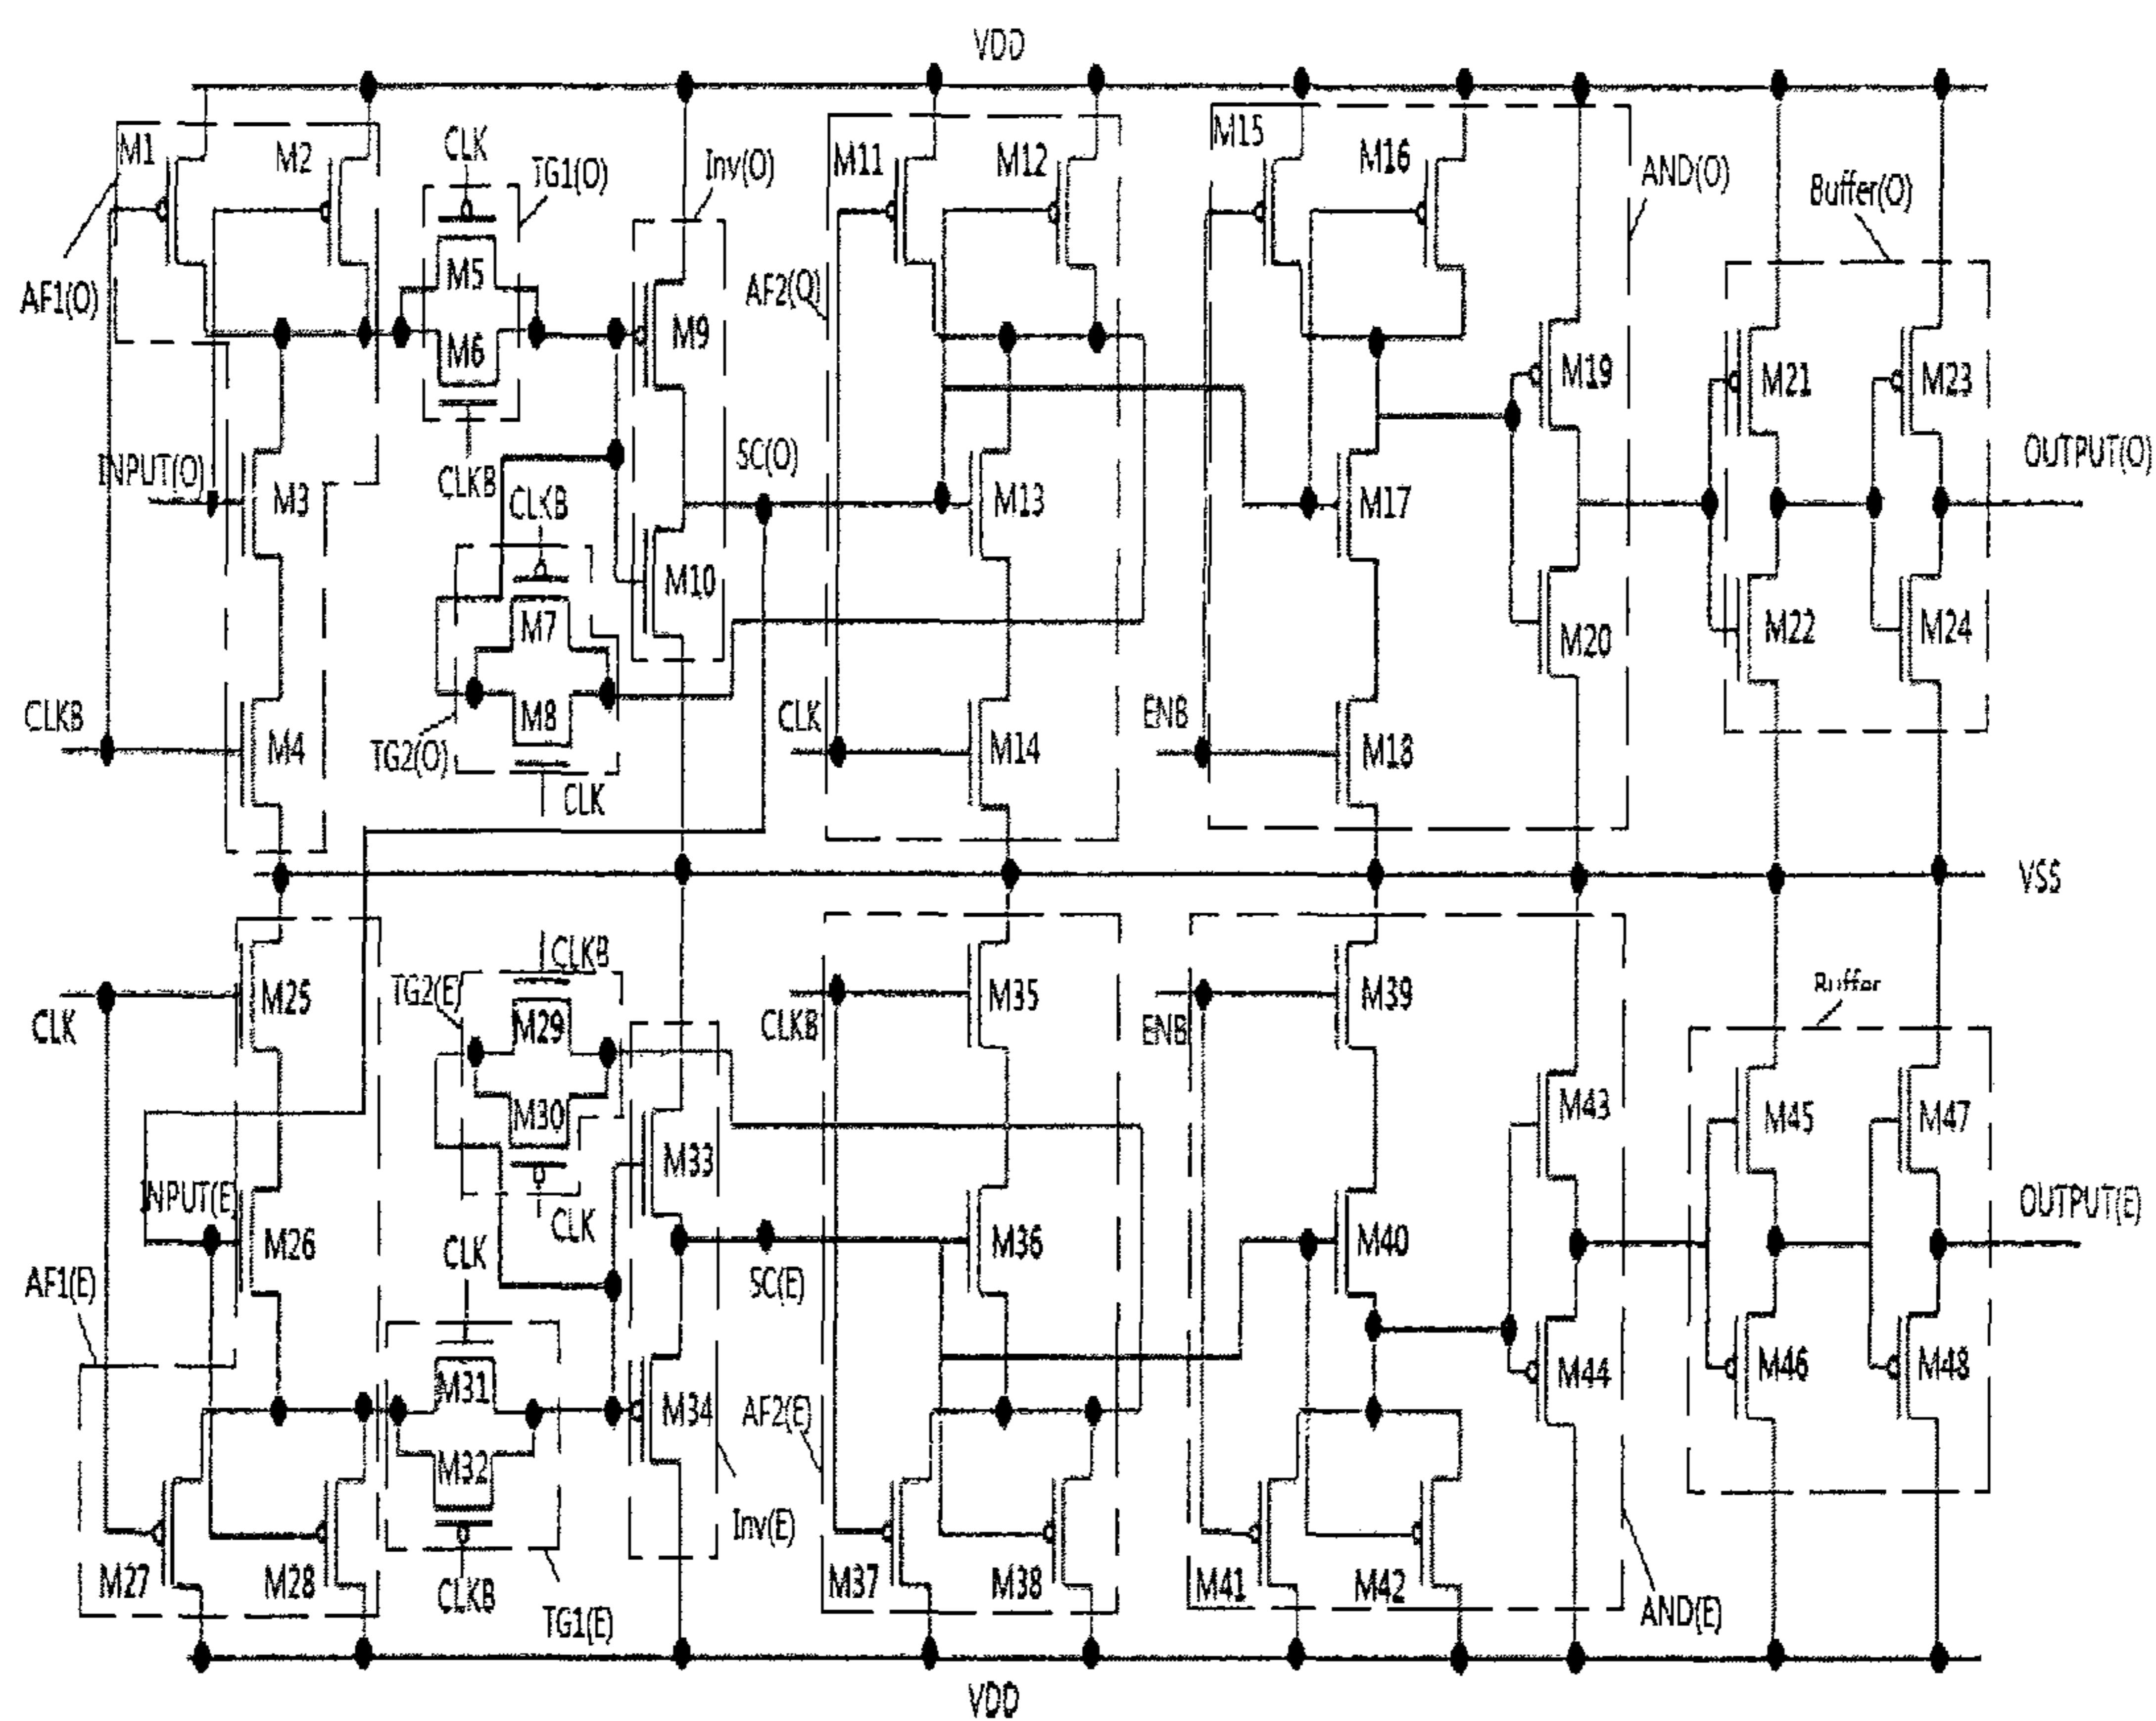 VDD
M1
M2
CLK
TG1(O)
Inv(O)
M11
M12
M15
M16
AND(O)
Buffer(O)
AF1(O)
M5
M6
M9
AF2(O)
M19
M21
M23
INPUT(O)
M3
CLKB
CLKB
SC(O)
M13
M17
OUTPUT(O)
M10
M7
M8
M20
M22
M24
CLKB
M4
TG2(O)
CLK
CLK
M14
ENB
M18
VSS
CLK
M25
TG2(E)
CLKB
M29
M30
CLKB
M35
ENB
M39
Buffer
M33
M43
M45
M47
INPUT(E)
M26
CLK
CLK
SC(E)
M36
M40
OUTPUT(E)
AF1(E)
M31
M32
M34
AF2(E)
M44
M46
M48
M27
M28
CLKB
TG1(E)
Inv(E)
M37
M38
M41
M42
AND(E)
VDD